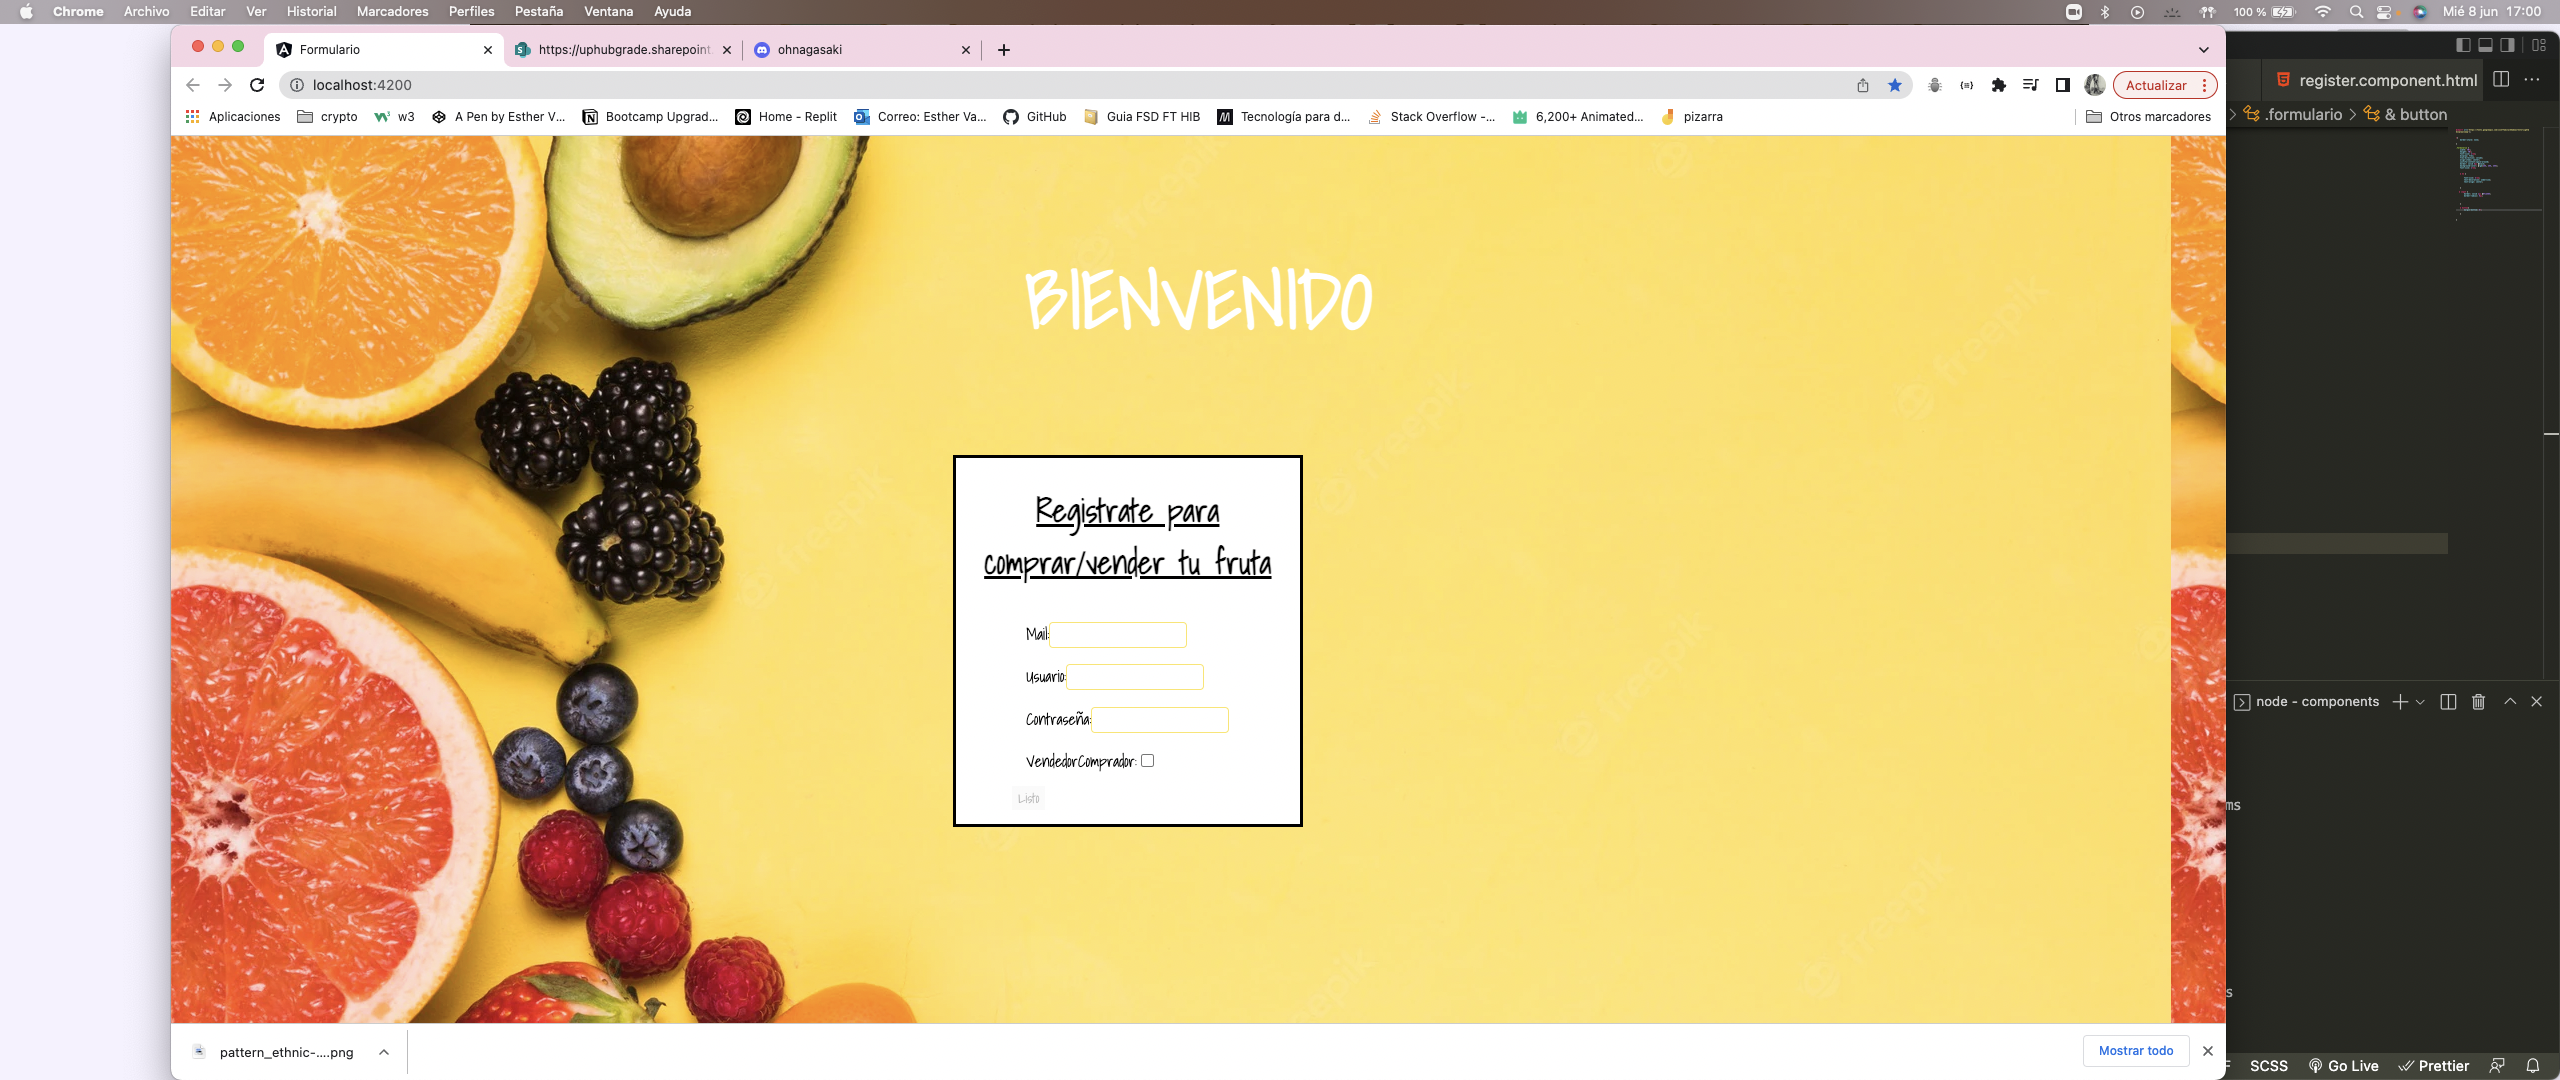 Chrome Archivo Editar Ver Historial Marcadores Perfiles Pestaña Ventana Ayuda 100 % Mié 8 jun 17:00
Formulario https://uphubgrade.sharepoint. ohnagasaki
localhost:4200 Actualizar
Aplicaciones crypto w3 A Pen by Esther V... Bootcamp Upgrad... Home - Replit Correo: Esther Va... GitHub Guia FSD FT HIB Tecnología para d... Stack Overflow -... 6,200+ Animated... pizarra Otros marcadores
register.component.html
.formulario & button
BIENVENIDO
Registrate para
comprar/vender tu fruta
Mail:
Usuario:
Contraseña:
VendedorComprador:
Listo
node - components
ms
s
freepik
pattern_ethnic-....png Mostrar todo
SCSS Go Live Prettier